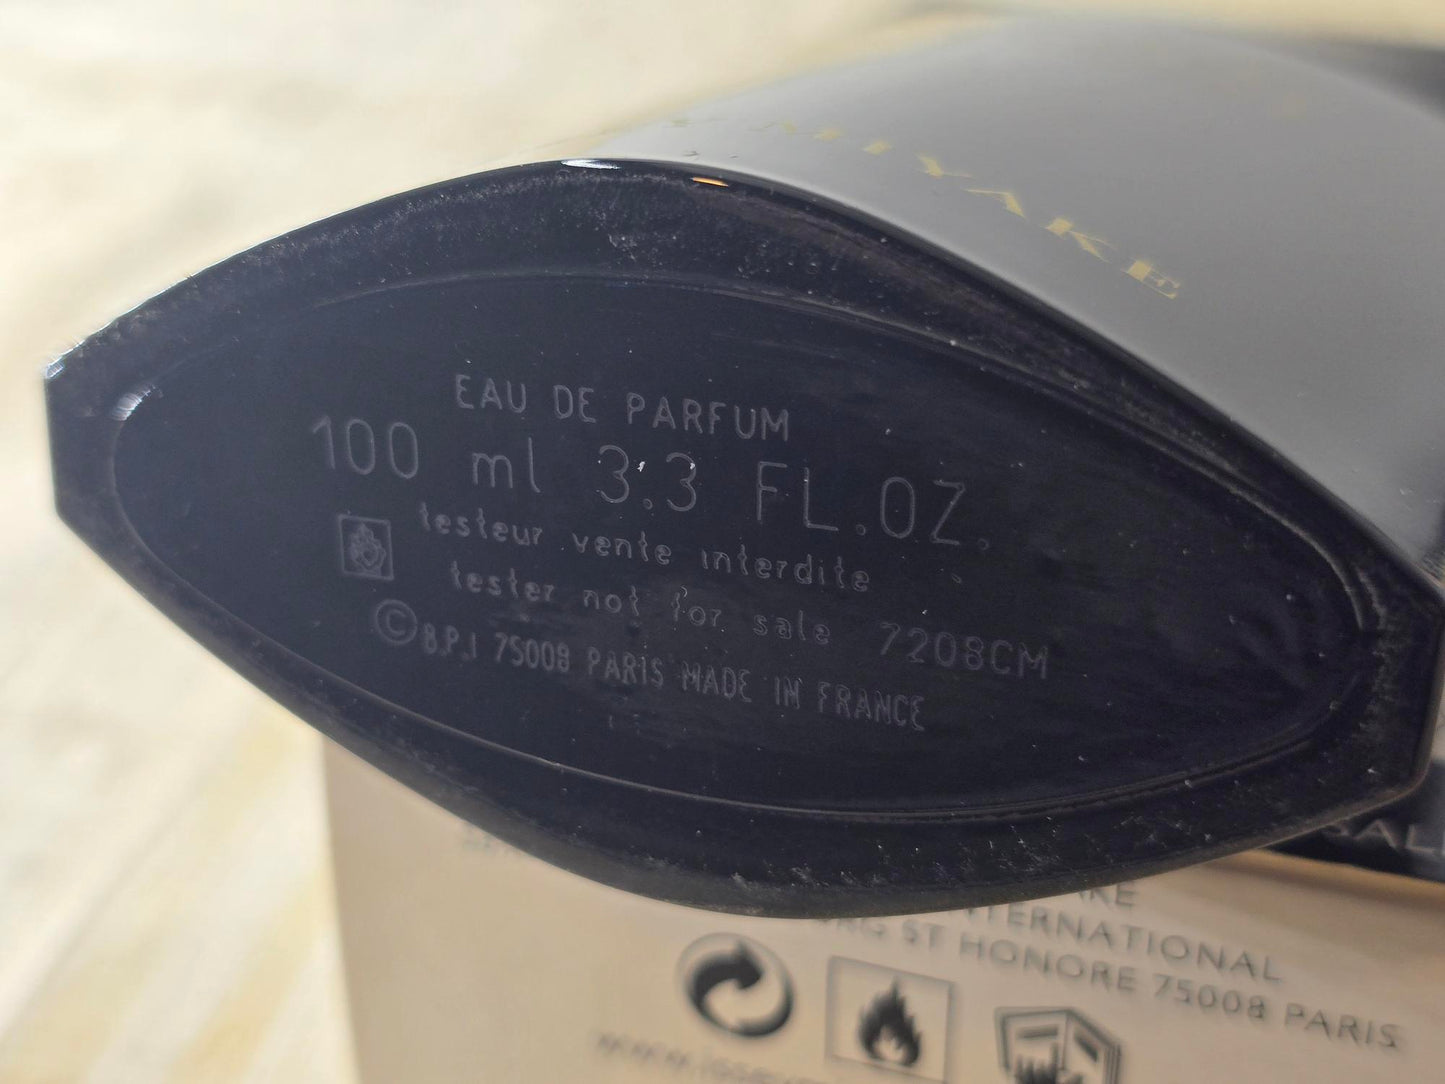 MIYAKE
EAU DE PARFUM
100 ml 3.3 FL.OZ.
testeur vente interdite
tester not for sale 7208CM
© B.P.I 75008 PARIS MADE IN FRANCE
INTERNATIONAL
ST HONORE 75008 PARIS